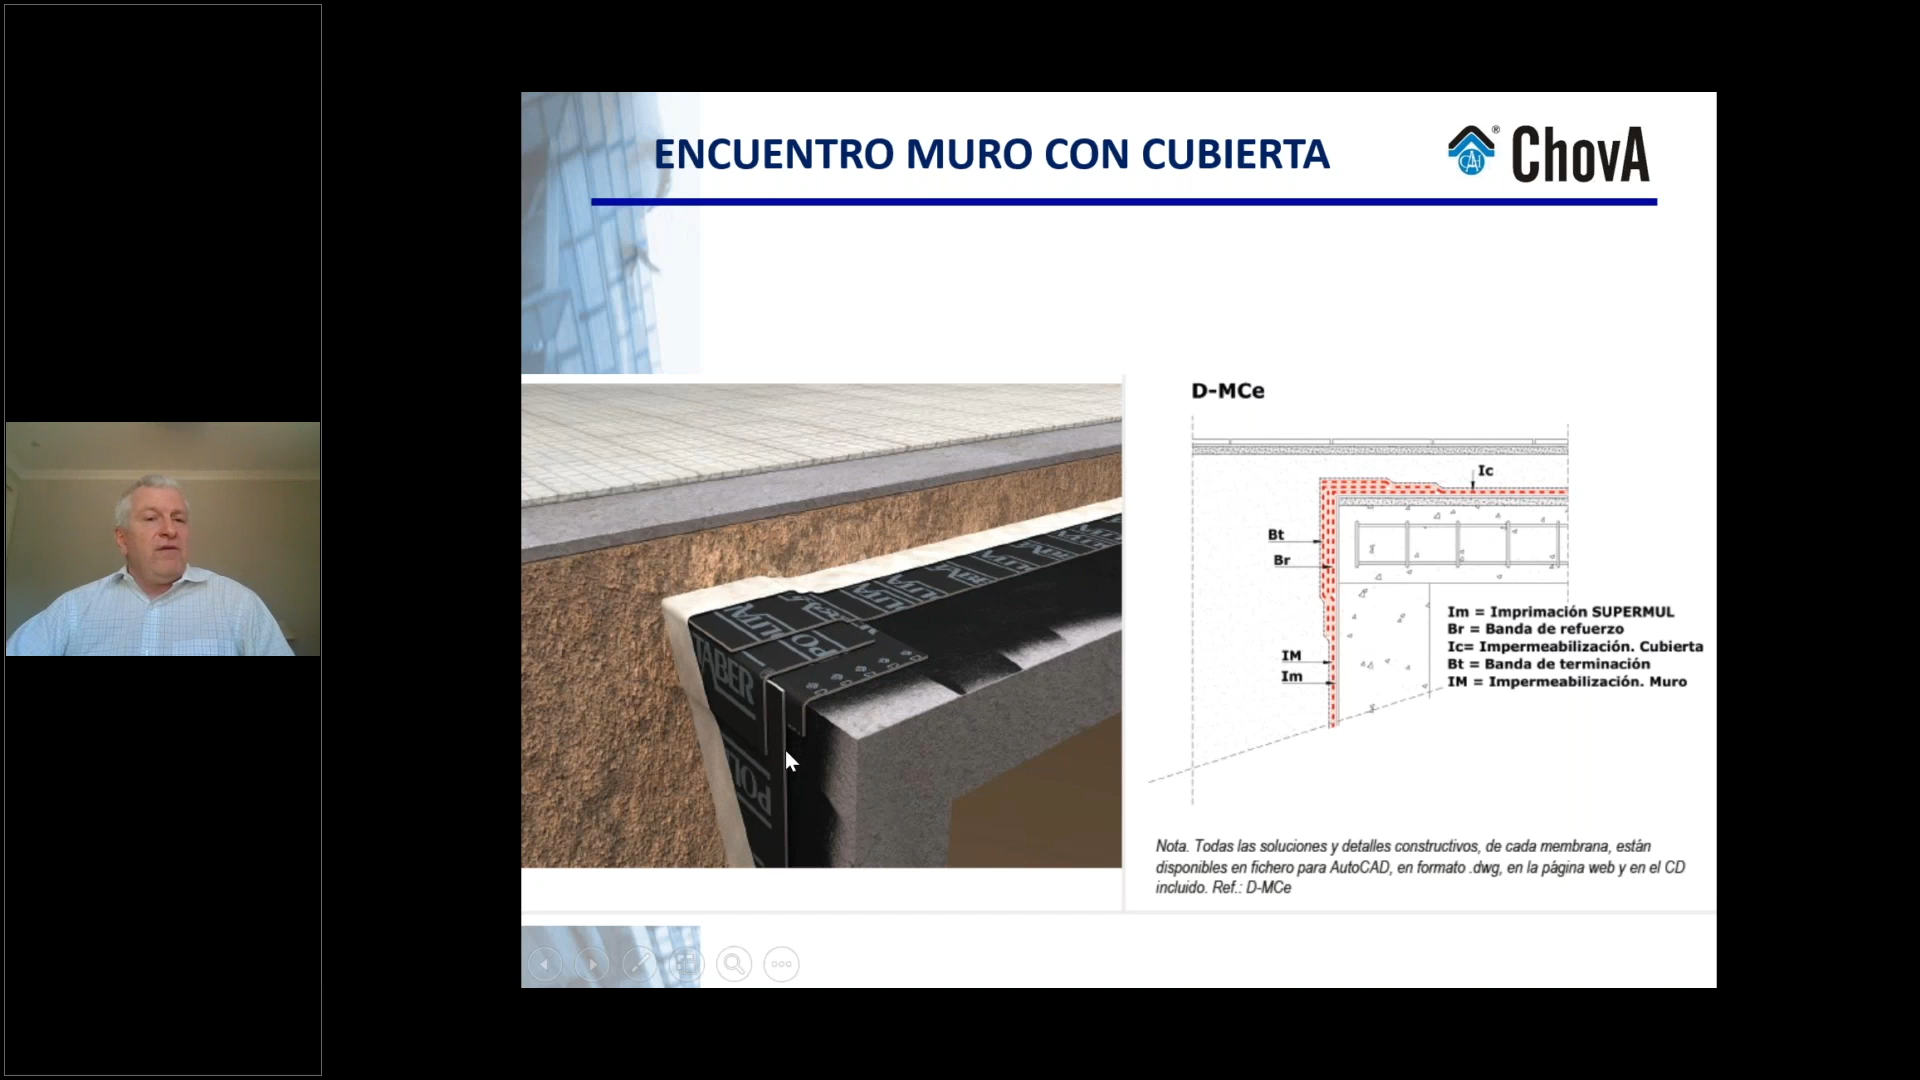 ENCUENTRO MURO CON CUBIERTA
® ChovA
D-MCe
Ic
Bt
Br
IM
Im
Im = Imprimación SUPERMUL
Br = Banda de refuerzo
Ic= Impermeabilización. Cubierta
Bt = Banda de terminación
IM = Impermeabilización. Muro
TABER
POL
Nota. Todas las soluciones y detalles constructivos, de cada membrana, están
disponibles en fichero para AutoCAD, en formato .dwg, en la página web y en el CD
incluido. Ref.: D-MCe